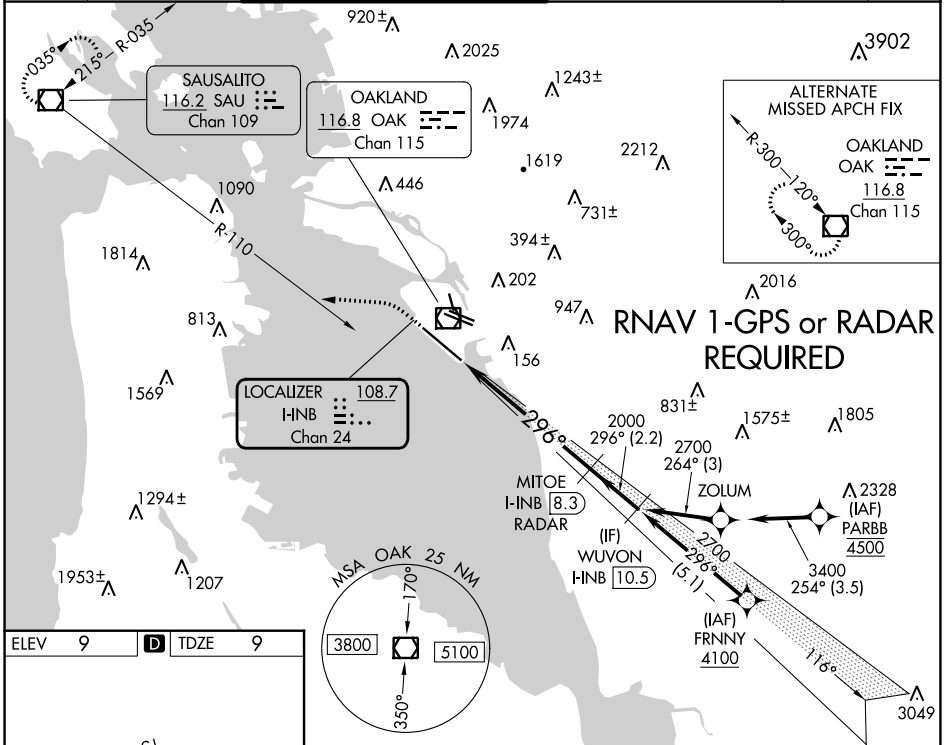 920±
2025
3902
035°
215°
R-035
SAUSALITO
116.2 SAU
Chan 109
OAKLAND
116.8 OAK
Chan 115
1243±
1974
1619
2212
446
731±
394±
202
947
156
1090
R-110
1814
813
1569
1294±
1953±
1207
ALTERNATE
MISSED APCH FIX
R-300
120°
300°
OAKLAND
OAK
116.8
Chan 115
2016
RNAV 1-GPS or RADAR
REQUIRED
LOCALIZER 108.7
I-INB
Chan 24
296°
2000
296° (2.2)
831±
1575±
1805
2700
264° (3)
ZOLUM
2328
(IAF)
PARBB
4500
3400
254° (3.5)
MITOE
I-INB 8.3
RADAR
(IF)
WUVON
I-INB 10.5
2700
296°
(5.1)
(IAF)
FRNNY
4100
116°
3049
MSA OAK 25 NM
170°
3800
5100
350°
ELEV 9
D
TDZE 9